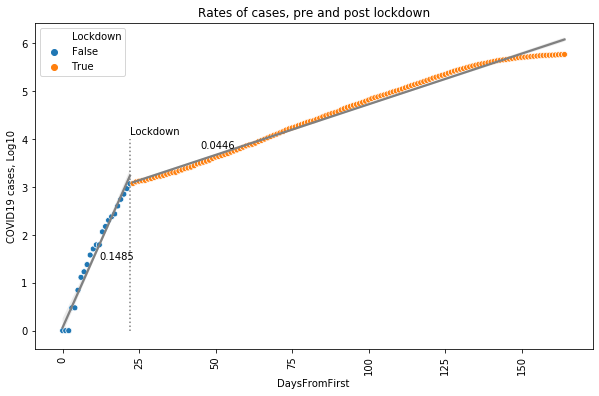 Rates of cases, pre and post lockdown
COVID19 cases, Log10
6
5
4
3
2
1
0
Lockdown
False
True
Lockdown
0.0446
0.1485
0
25
50
75
100
125
150
DaysFromFirst